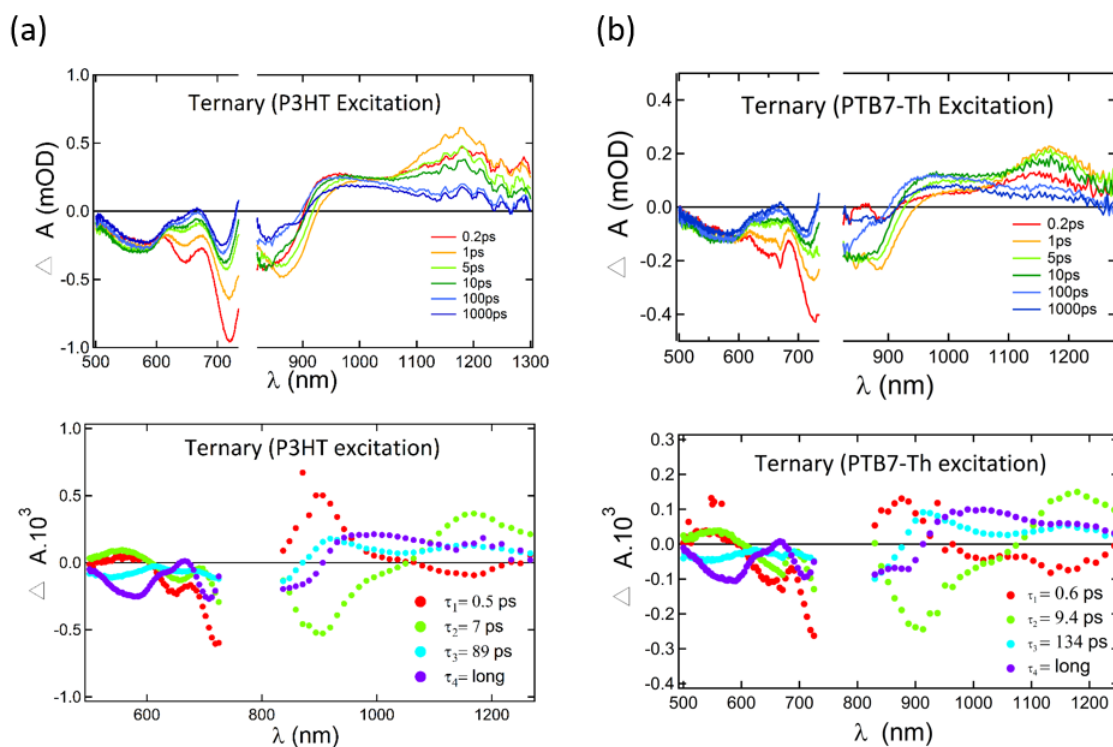 (a)
(b)
Ternary (P3HT Excitation)
1.0
0.5
0.0
-0.5
-1.0
△ A (mOD)
0.2ps
1ps
5ps
10ps
100ps
1000ps
500 600 700 900 1000 1100 1200 1300
λ (nm)
Ternary (PTB7-Th Excitation)
0.4
0.2
0.0
-0.2
-0.4
△ A (mOD)
0.2ps
1ps
5ps
10ps
100ps
1000ps
500 600 700 900 1000 1100 1200
λ (nm)
Ternary (P3HT excitation)
1.0
0.5
0.0
-0.5
-1.0
△ A.10³
τ₁= 0.5 ps
τ₂= 7 ps
τ₃= 89 ps
τ₄= long
600 800 1000 1200
λ (nm)
Ternary (PTB7-Th excitation)
0.3
0.2
0.1
0.0
-0.1
-0.2
-0.3
-0.4
△ A.10³
τ₁= 0.6 ps
τ₂= 9.4 ps
τ₃= 134 ps
τ₄= long
500 600 700 800 900 1000 1100 1200
λ (nm)